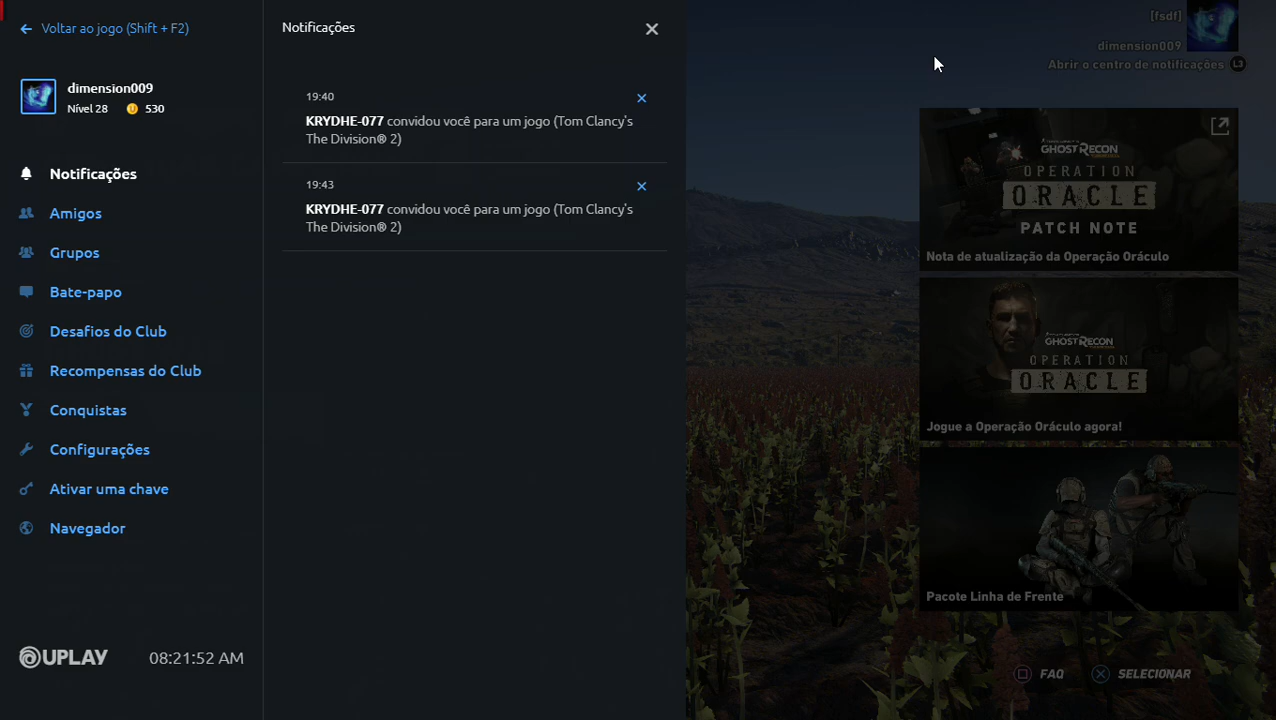 Voltar ao jogo (Shift + F2)
dimension009
Nível 28 530
Notificações
Amigos
Grupos
Bate-papo
Desafios do Club
Recompensas do Club
Conquistas
Configurações
Ativar uma chave
Navegador
UPLAY 08:21:52 AM
Notificações
19:40
KRYDHE-077 convidou você para um jogo (Tom Clancy's
The Division® 2)
19:43
KRYDHE-077 convidou você para um jogo (Tom Clancy's
The Division® 2)
[fsdf]
dimension009
Abrir o centro de notificações L3
GHOST RECON
OPERATION
ORACLE
PATCH NOTE
Nota de atualização da Operação Oráculo
GHOST RECON
OPERATION
ORACLE
Jogue a Operação Oráculo agora!
Pacote Linha de Frente
FAQ SELECIONAR